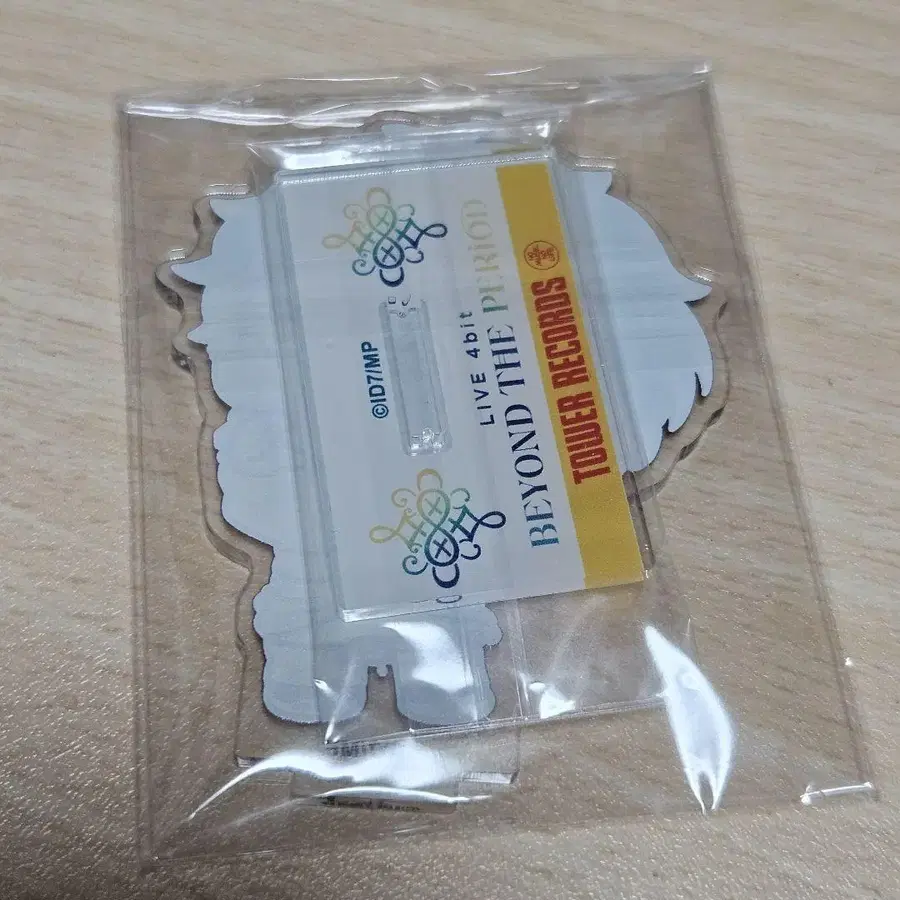 ©ID7/MP
LIVE 4bit
BEYOND THE PERiOD
TOWER RECORDS